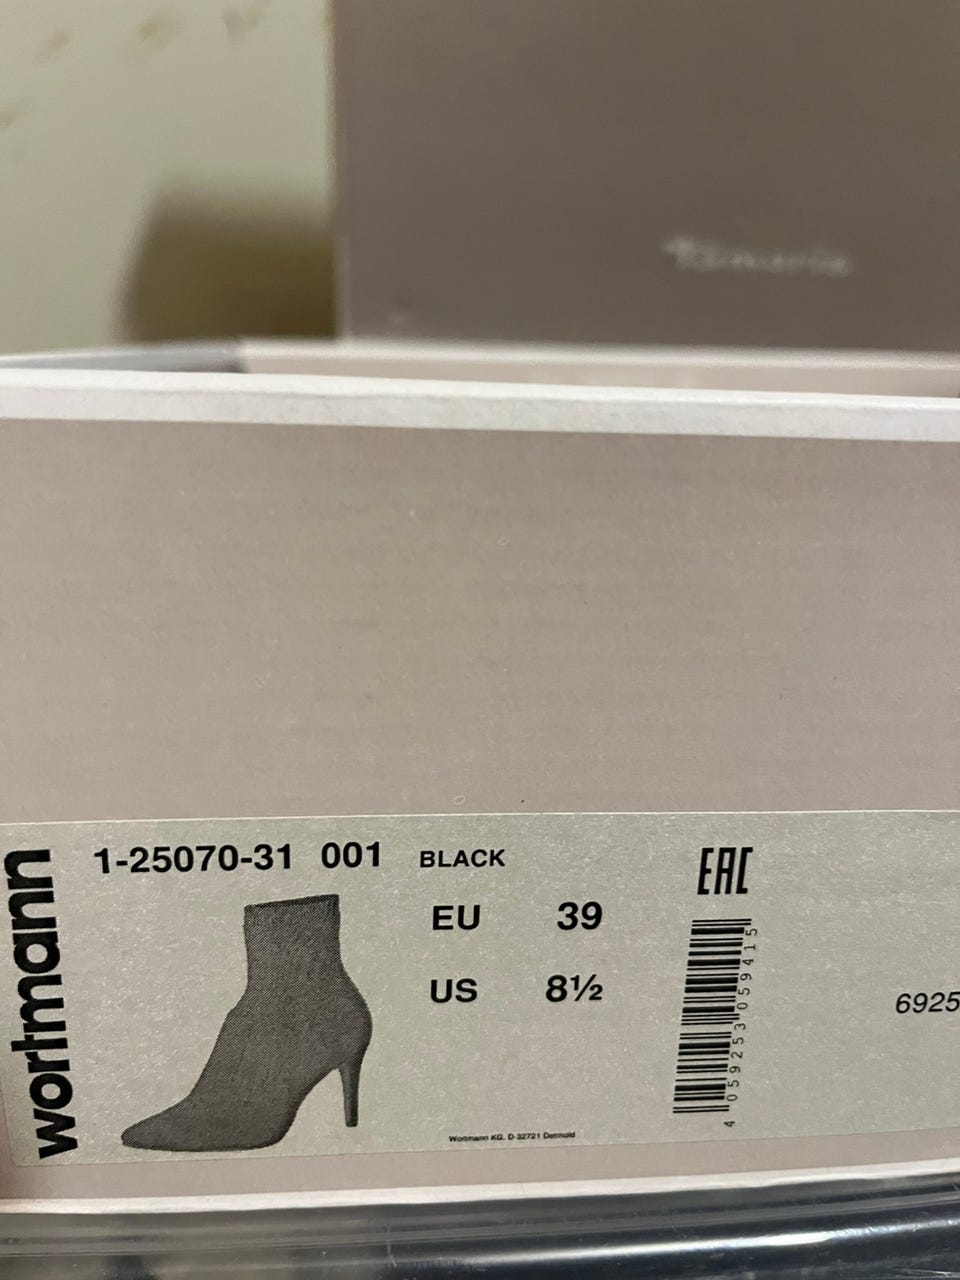 Tamaris
wortmann
1-25070-31 001 BLACK
EU 39
US 8½
EAC
4 059253 059415
6925
Wortmann KG, D-32721 Detmold